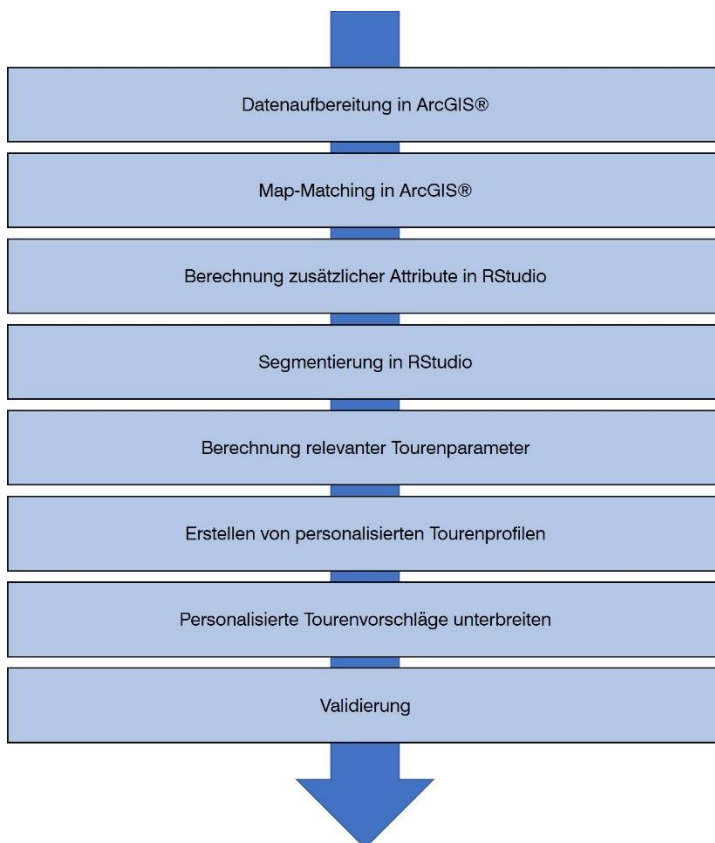 Datenaufbereitung in ArcGIS®
Map-Matching in ArcGIS®
Berechnung zusätzlicher Attribute in RStudio
Segmentierung in RStudio
Berechnung relevanter Tourenparameter
Erstellen von personalisierten Tourenprofilen
Personalisierte Tourenvorschläge unterbreiten
Validierung